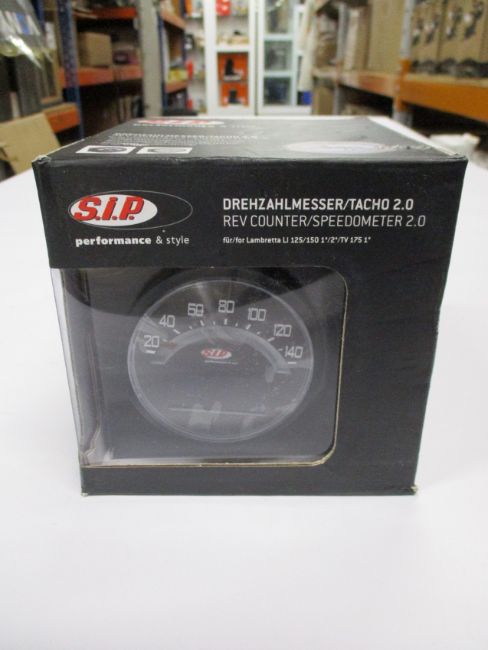 S.I.P.
performance & style
DREHZAHLMESSER/TACHO 2.0
REV COUNTER/SPEEDOMETER 2.0
für/for Lambretta LI 125/150 1°/2°/TV 175 1°
20 40 60 80 100 120 140
S.I.P.